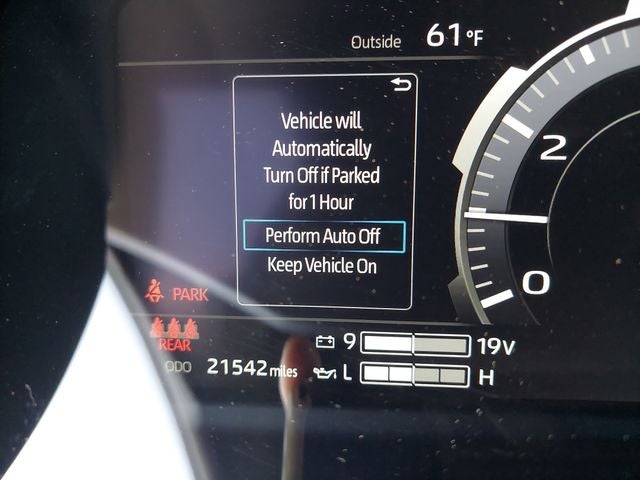 Outside 61°F
Vehicle will
Automatically
Turn Off if Parked
for 1 Hour
Perform Auto Off
Keep Vehicle On
2
0
PARK
REAR
9 19V
ODO 21542 miles
L H